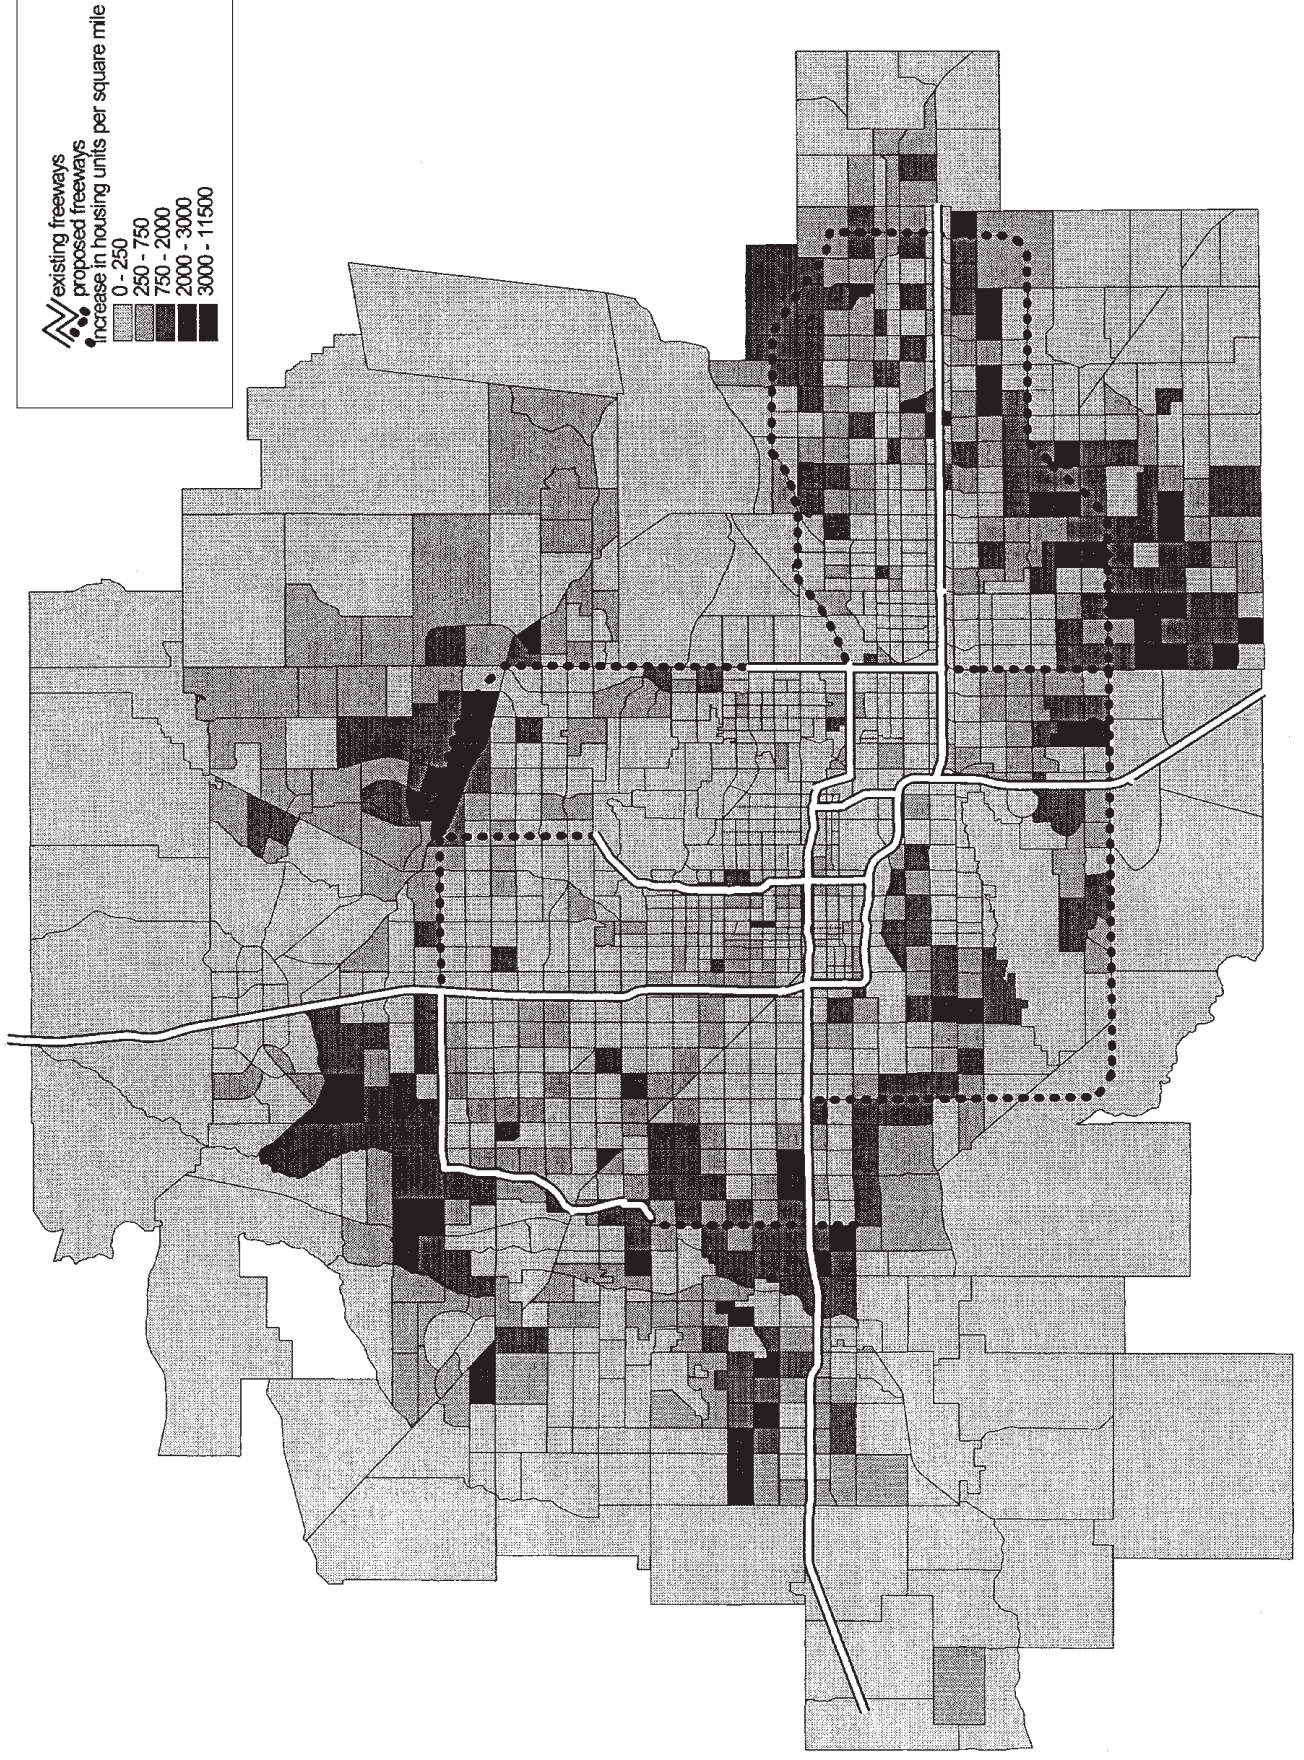 existing freeways
proposed freeways
increase in housing units per square mile
0 - 250
250 - 750
750 - 2000
2000 - 3000
3000 - 11500